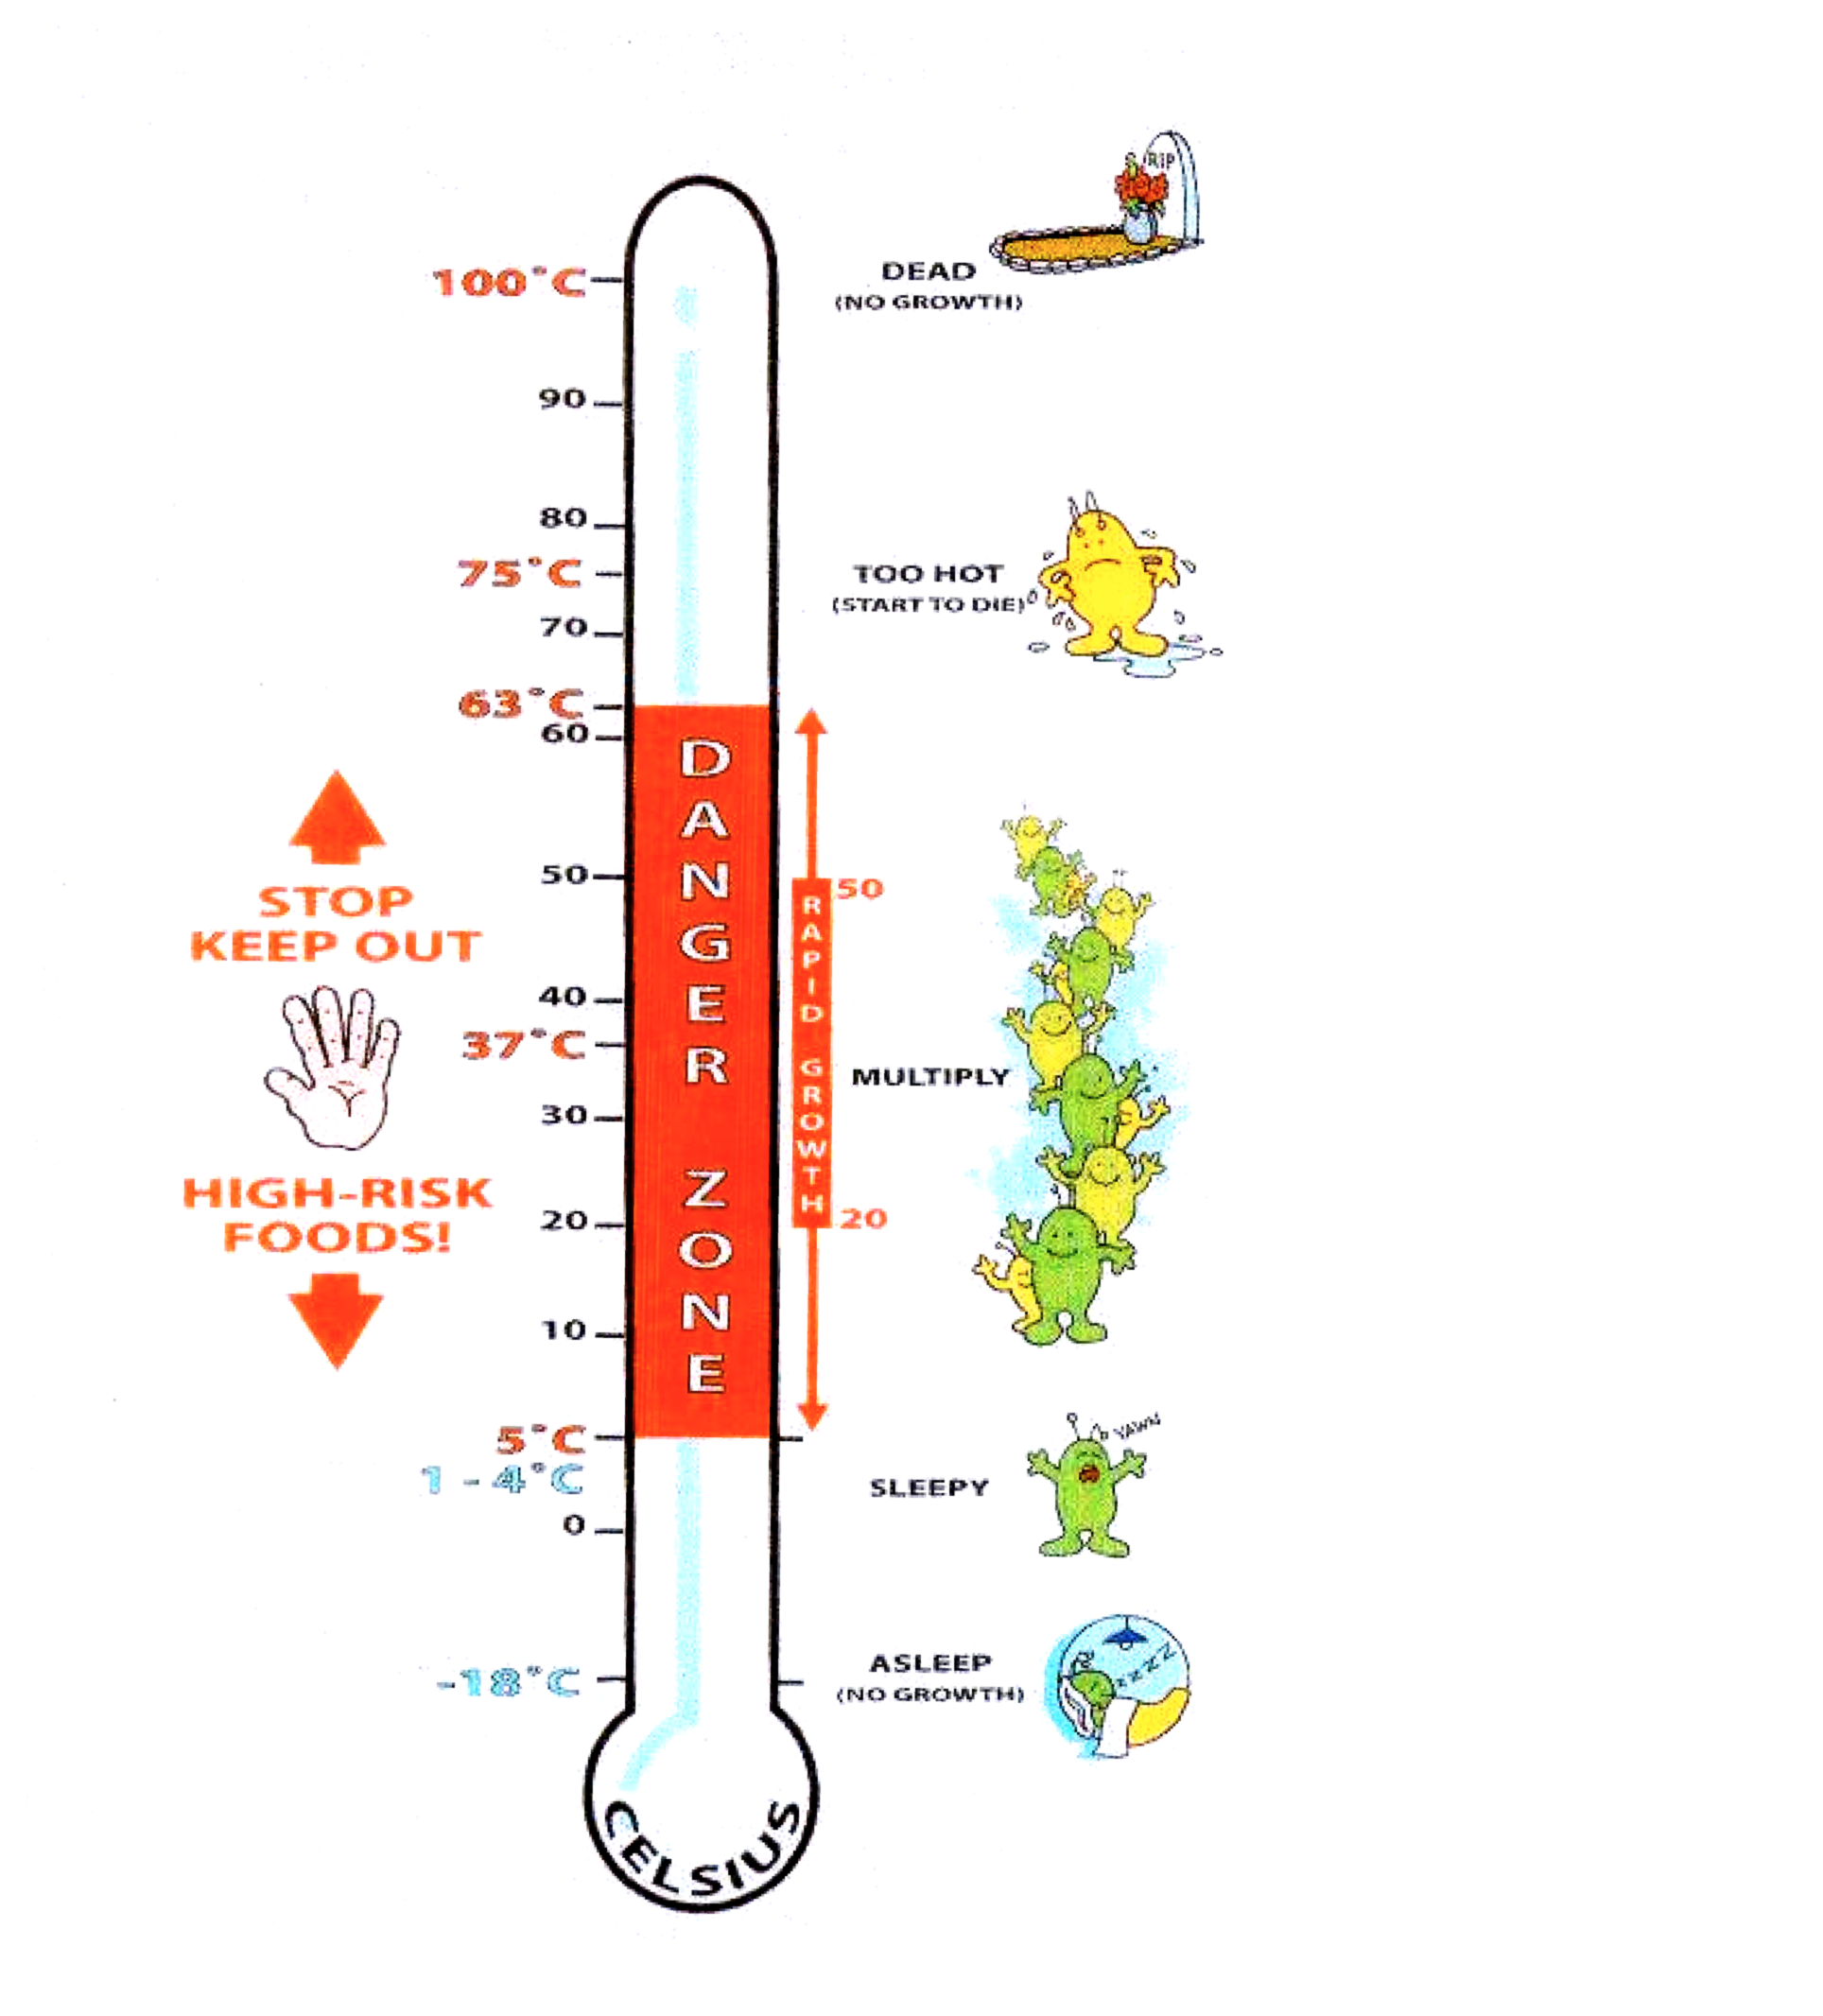 RIP
100°C
DEAD
(NO GROWTH)
90
80
75°C
TOO HOT
(START TO DIE)
70
63°C
60
DANGER ZONE
50
50
RAPID GROWTH
STOP
KEEP OUT
40
37°C
MULTIPLY
30
HIGH-RISK
FOODS!
20
20
10
5°C
YAWN
1 - 4°C
SLEEPY
0
ASLEEP
(NO GROWTH)
-18°C
Z
ZZZZ
CELSIUS